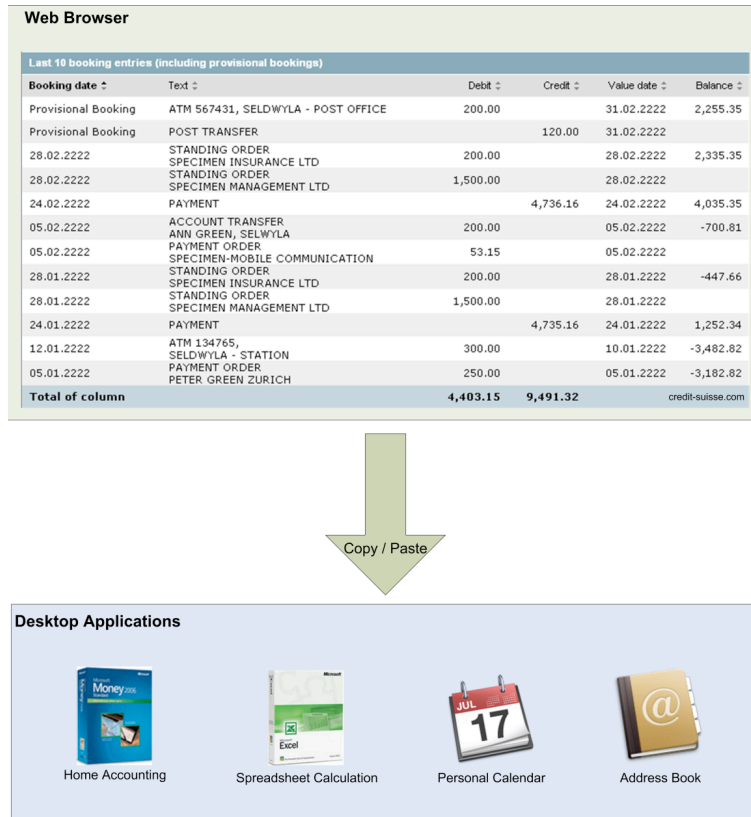 Web Browser
Last 10 booking entries (including provisional bookings)
Booking date Text Debit Credit Value date Balance
Provisional Booking ATM 567431, SELDWYLA - POST OFFICE 200.00 31.02.2222 2,255.35
Provisional Booking POST TRANSFER 120.00 31.02.2222
28.02.2222 STANDING ORDER
SPECIMEN INSURANCE LTD 200.00 28.02.2222 2,335.35
28.02.2222 STANDING ORDER
SPECIMEN MANAGEMENT LTD 1,500.00 28.02.2222
24.02.2222 PAYMENT 4,736.16 24.02.2222 4,035.35
05.02.2222 ACCOUNT TRANSFER
ANN GREEN, SELWYLA 200.00 05.02.2222 -700.81
05.02.2222 PAYMENT ORDER
SPECIMEN-MOBILE COMMUNICATION 53.15 05.02.2222
28.01.2222 STANDING ORDER
SPECIMEN INSURANCE LTD 200.00 28.01.2222 -447.66
28.01.2222 STANDING ORDER
SPECIMEN MANAGEMENT LTD 1,500.00 28.01.2222
24.01.2222 PAYMENT 4,735.16 24.01.2222 1,252.34
12.01.2222 ATM 134765,
SELDWYLA - STATION 300.00 10.01.2222 -3,482.82
05.01.2222 PAYMENT ORDER
PETER GREEN ZURICH 250.00 05.01.2222 -3,182.82
Total of column 4,403.15 9,491.32 credit-suisse.com
Copy / Paste
Desktop Applications
Microsoft
Money 2006
Standard
Microsoft
Microsoft
Excel
JUL
17
@
Home Accounting Spreadsheet Calculation Personal Calendar Address Book